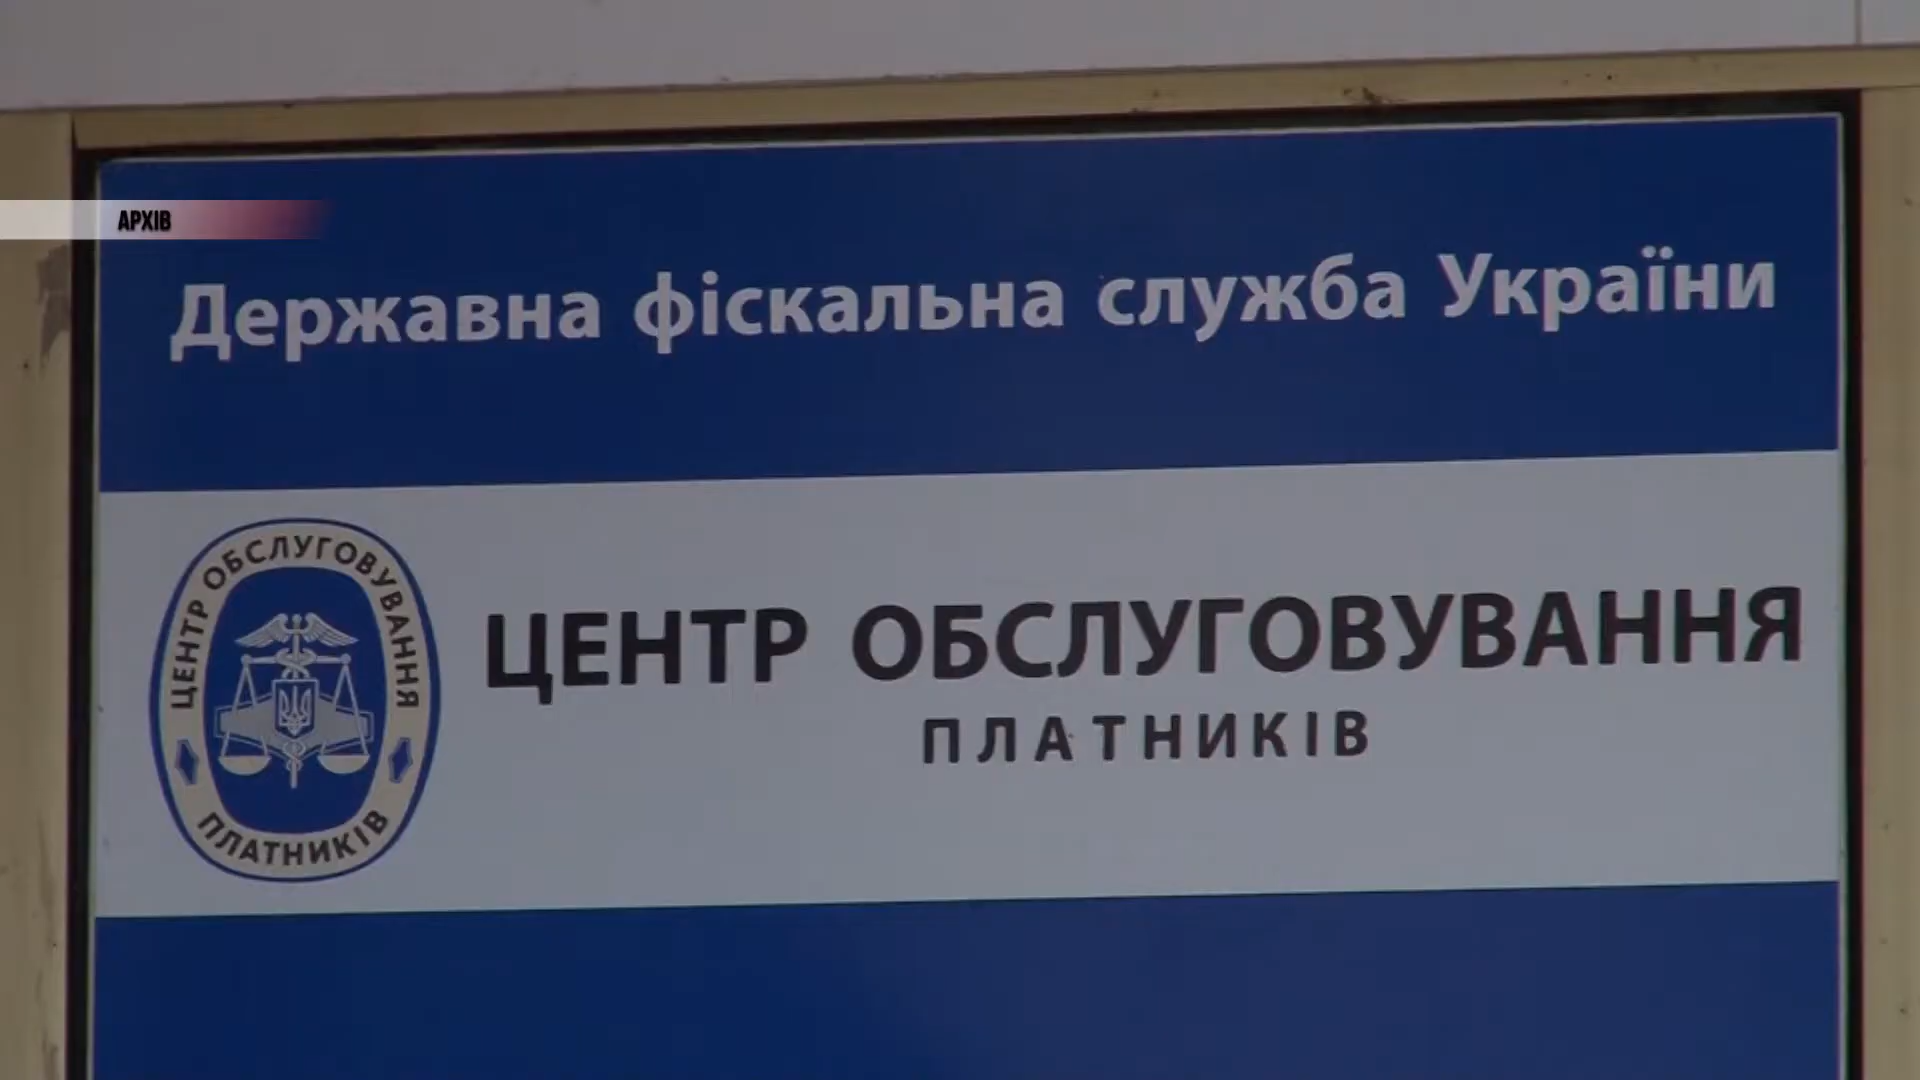 АРХІВ
Державна фіскальна служба України
ЦЕНТР ОБСЛУГОВУВАННЯ
ПЛАТНИКІВ
ЦЕНТР ОБСЛУГОВУВАННЯ
ПЛАТНИКІВ